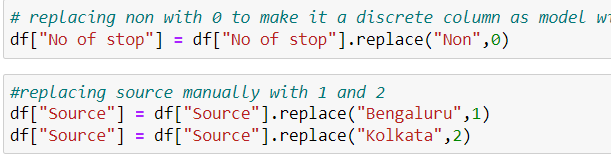 # replacing non with 0 to make it a discrete column as model
df["No of stop"] = df["No of stop"].replace("Non",0)
#replacing source manually with 1 and 2
df["Source"] = df["Source"].replace("Bengaluru",1)
df["Source"] = df["Source"].replace("Kolkata",2)